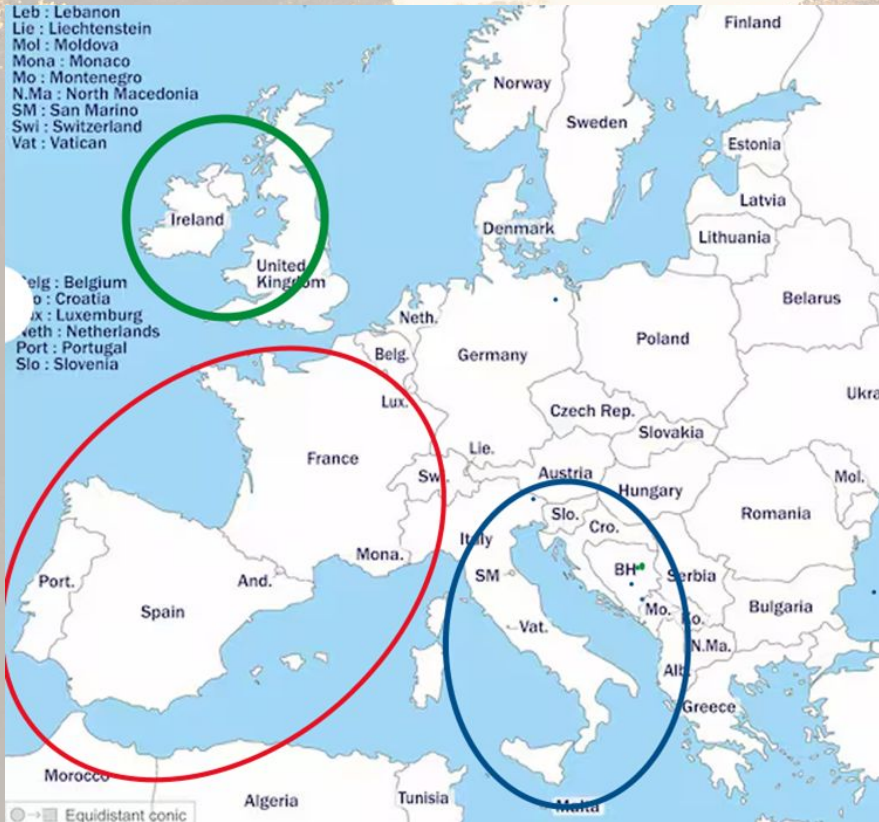 Leb : Lebanon
Lie : Liechtenstein
Mol : Moldova
Mona : Monaco
Mo : Montenegro
N.Ma : North Macedonia
SM : San Marino
Swi : Switzerland
Vat : Vatican
Finland
Norway
Sweden
Estonia
Latvia
Lithuania
Denmark
Ireland
United
Kingdom
Belarus
elg : Belgium
o : Croatia
ux : Luxemburg
Neth : Netherlands
Port : Portugal
Slo : Slovenia
Neth.
Belg.
Lux.
Germany
Poland
Ukra
Czech Rep.
Slovakia
Lie.
Austria
Hungary
Mol.
France
Sw.
Slo.
Cro.
Romania
Italy
Mona.
And.
Port.
Spain
SM
BH
Serbia
Mo.
Bulgaria
Vat.
N.Ma.
Alb.
Greece
Morocco
Algeria
Tunisia
Malta
Equidistant conic